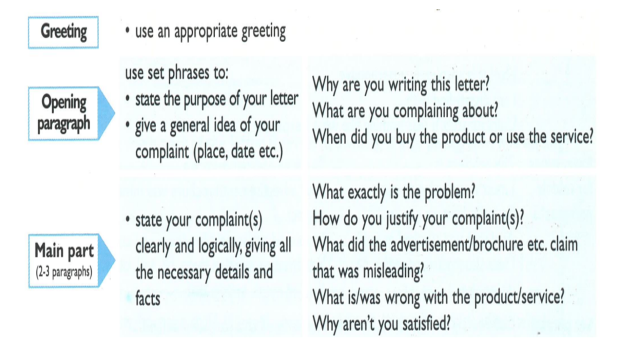 Greeting
• use an appropriate greeting
Opening
paragraph
use set phrases to:
• state the purpose of your letter
• give a general idea of your
complaint (place, date etc.)
Why are you writing this letter?
What are you complaining about?
When did you buy the product or use the service?
Main part
(2-3 paragraphs)
• state your complaint(s)
clearly and logically, giving all
the necessary details and
facts
What exactly is the problem?
How do you justify your complaint(s)?
What did the advertisement/brochure etc. claim
that was misleading?
What is/was wrong with the product/service?
Why aren't you satisfied?